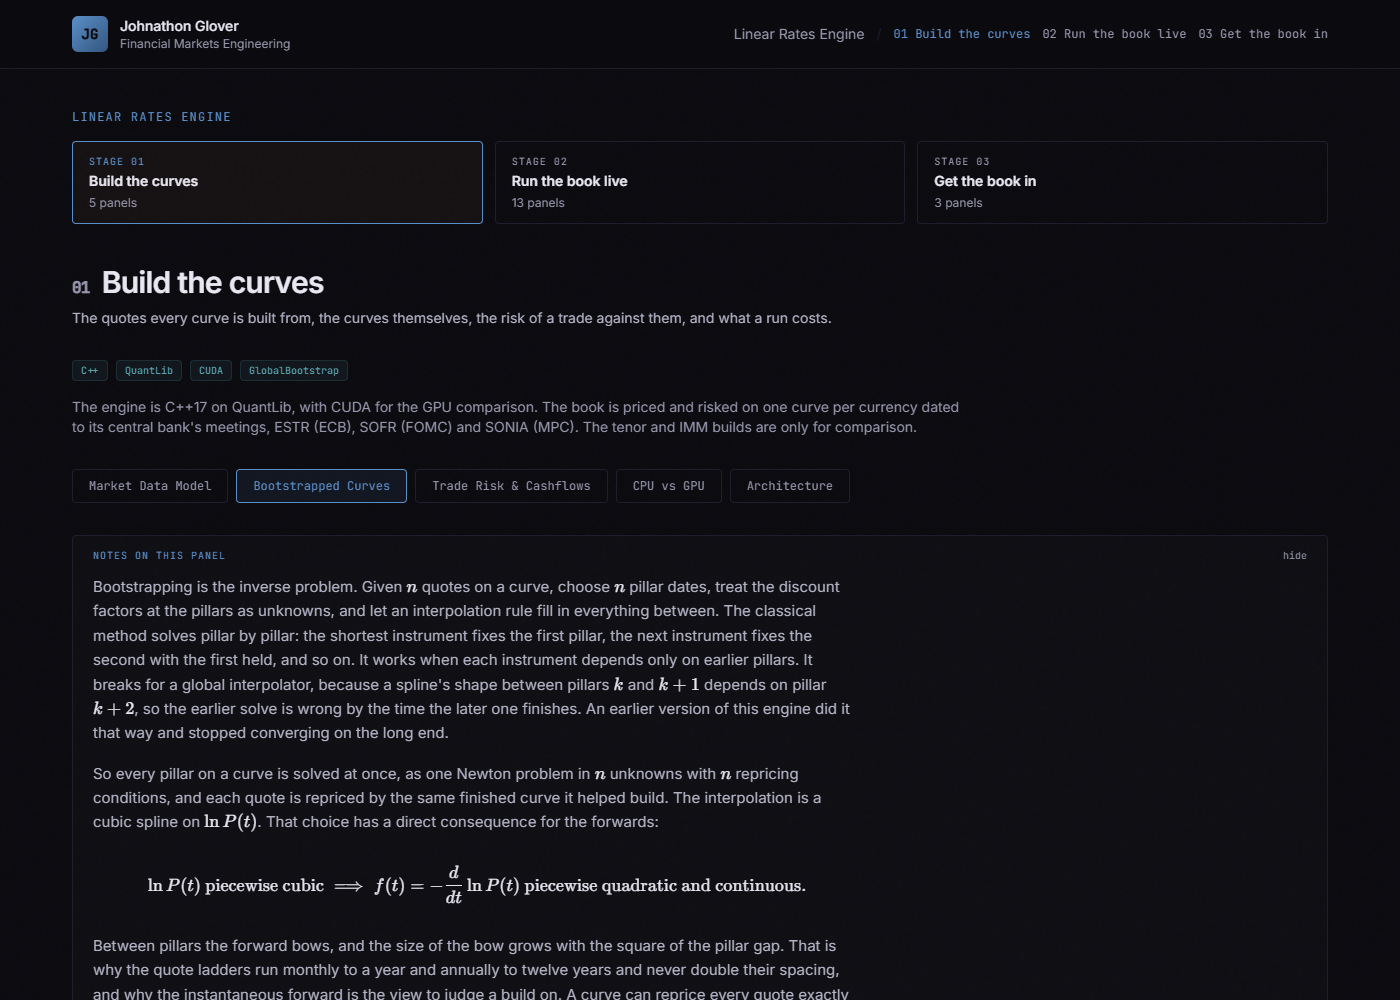 JG
Johnathon Glover
Financial Markets Engineering
Linear Rates Engine / 01 Build the curves 02 Run the book live 03 Get the book in
LINEAR RATES ENGINE
STAGE 01
Build the curves
5 panels
STAGE 02
Run the book live
13 panels
STAGE 03
Get the book in
3 panels
01 Build the curves
The quotes every curve is built from, the curves themselves, the risk of a trade against them, and what a run costs.
C++ QuantLib CUDA GlobalBootstrap
The engine is C++17 on QuantLib, with CUDA for the GPU comparison. The book is priced and risked on one curve per currency dated
to its central bank's meetings, ESTR (ECB), SOFR (FOMC) and SONIA (MPC). The tenor and IMM builds are only for comparison.
Market Data Model Bootstrapped Curves Trade Risk & Cashflows CPU vs GPU Architecture
NOTES ON THIS PANEL hide
Bootstrapping is the inverse problem. Given n quotes on a curve, choose n pillar dates, treat the discount
factors at the pillars as unknowns, and let an interpolation rule fill in everything between. The classical
method solves pillar by pillar: the shortest instrument fixes the first pillar, the next instrument fixes the
second with the first held, and so on. It works when each instrument depends only on earlier pillars. It
breaks for a global interpolator, because a spline's shape between pillars k and k + 1 depends on pillar
k + 2, so the earlier solve is wrong by the time the later one finishes. An earlier version of this engine did it
that way and stopped converging on the long end.
So every pillar on a curve is solved at once, as one Newton problem in n unknowns with n repricing
conditions, and each quote is repriced by the same finished curve it helped build. The interpolation is a
cubic spline on ln P(t). That choice has a direct consequence for the forwards:
ln P(t) piecewise cubic ⟹ f(t) = −d/dt ln P(t) piecewise quadratic and continuous.
Between pillars the forward bows, and the size of the bow grows with the square of the pillar gap. That is
why the quote ladders run monthly to a year and annually to twelve years and never double their spacing,
and why the instantaneous forward is the view to judge a build on. A curve can reprice every quote exactly